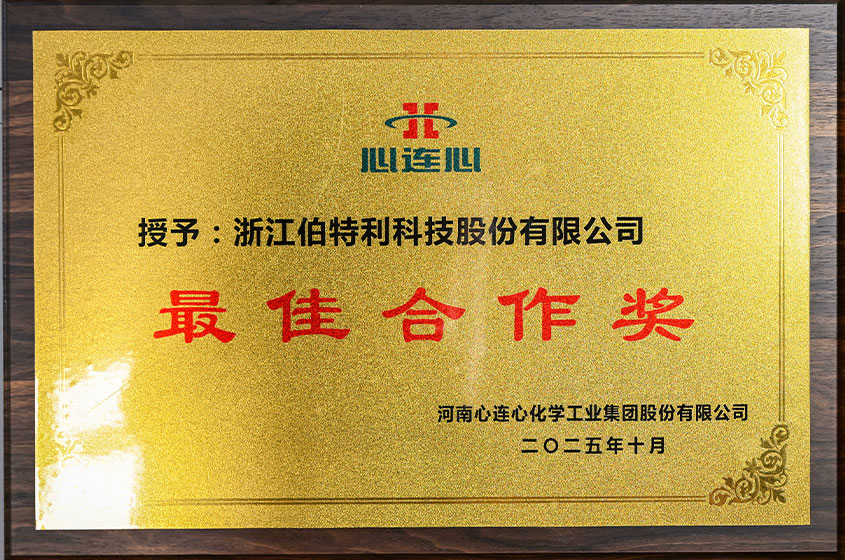 心连心
授予：浙江伯特利科技股份有限公司
最佳合作奖
河南心连心化学工业集团股份有限公司
二〇二五年十月